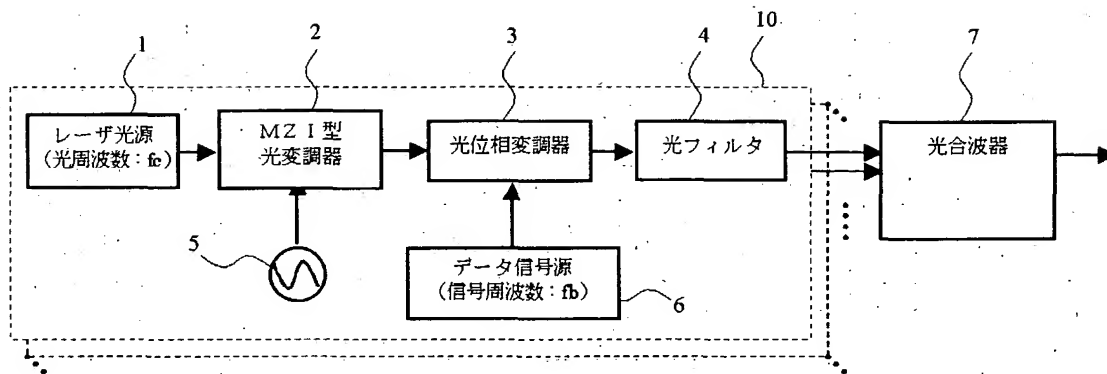 1
2
3
4
10
7
レーザ光源
(光周波数：fc)
MZI型
光変調器
光位相変調器
光フィルタ
光合波器
5
データ信号源
(信号周波数：fb)
6